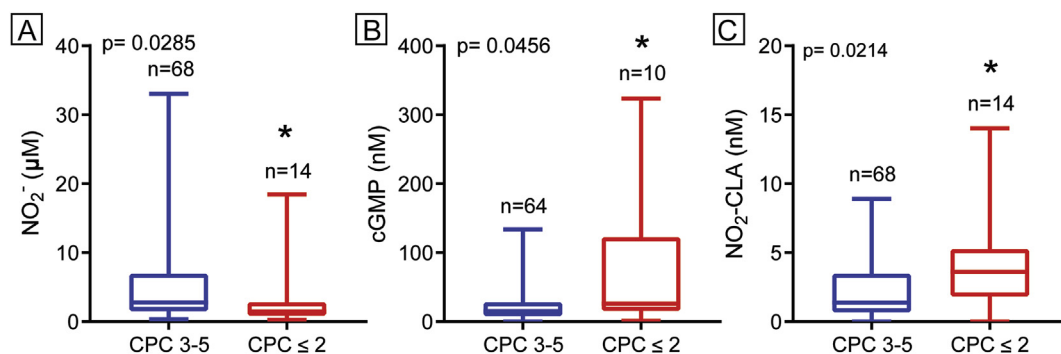 A
p= 0.0285
n=68
*
n=14
NO₂⁻ (µM)
40
30
20
10
0
CPC 3-5
CPC ≤ 2
B
p= 0.0456
*
n=10
n=64
cGMP (nM)
400
300
200
100
0
CPC 3-5
CPC ≤ 2
C
p= 0.0214
*
n=14
n=68
NO₂-CLA (nM)
20
15
10
5
0
CPC 3-5
CPC ≤ 2